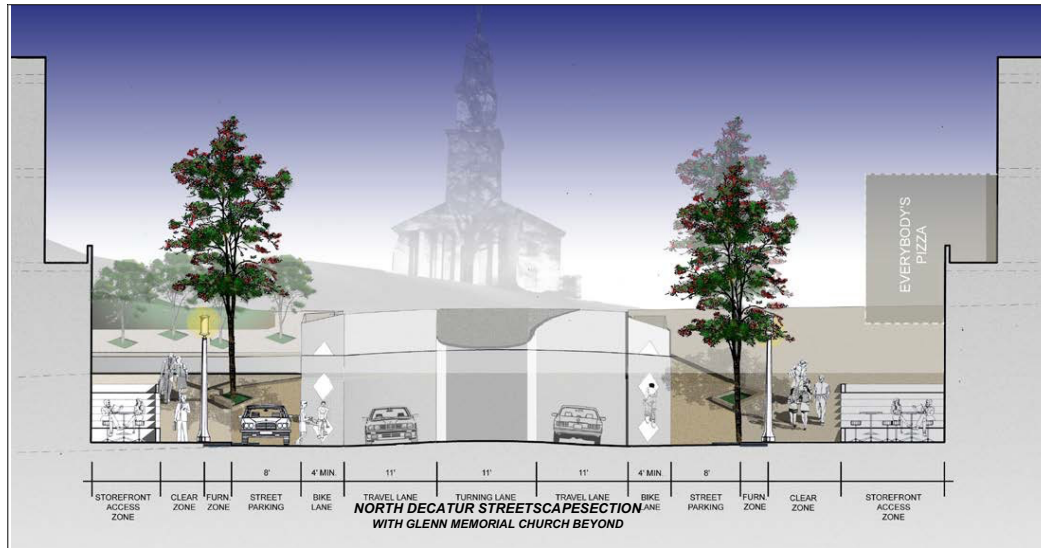 EVERYBODY'S
PIZZA
8' 4' MIN. 11' 11' 11' 4' MIN. 8'
STOREFRONT ACCESS ZONE
CLEAR ZONE
FURN. ZONE
STREET PARKING
BIKE LANE
TRAVEL LANE
TURNING LANE
TRAVEL LANE
BIKE LANE
STREET PARKING
FURN. ZONE
CLEAR ZONE
STOREFRONT ACCESS ZONE
NORTH DECATUR STREETSCAPESECTION
WITH GLENN MEMORIAL CHURCH BEYOND